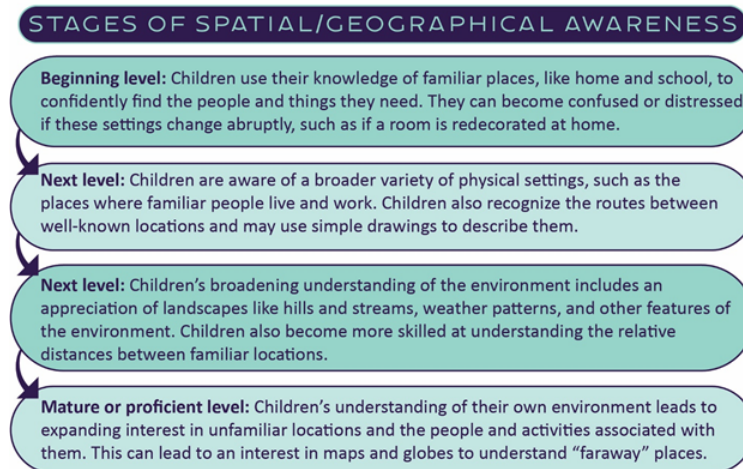 STAGES OF SPATIAL/GEOGRAPHICAL AWARENESS
Beginning level: Children use their knowledge of familiar places, like home and school, to
confidently find the people and things they need. They can become confused or distressed
if these settings change abruptly, such as if a room is redecorated at home.
Next level: Children are aware of a broader variety of physical settings, such as the
places where familiar people live and work. Children also recognize the routes between
well-known locations and may use simple drawings to describe them.
Next level: Children’s broadening understanding of the environment includes an
appreciation of landscapes like hills and streams, weather patterns, and other features of
the environment. Children also become more skilled at understanding the relative
distances between familiar locations.
Mature or proficient level: Children’s understanding of their own environment leads to
expanding interest in unfamiliar locations and the people and activities associated with
them. This can lead to an interest in maps and globes to understand “faraway” places.